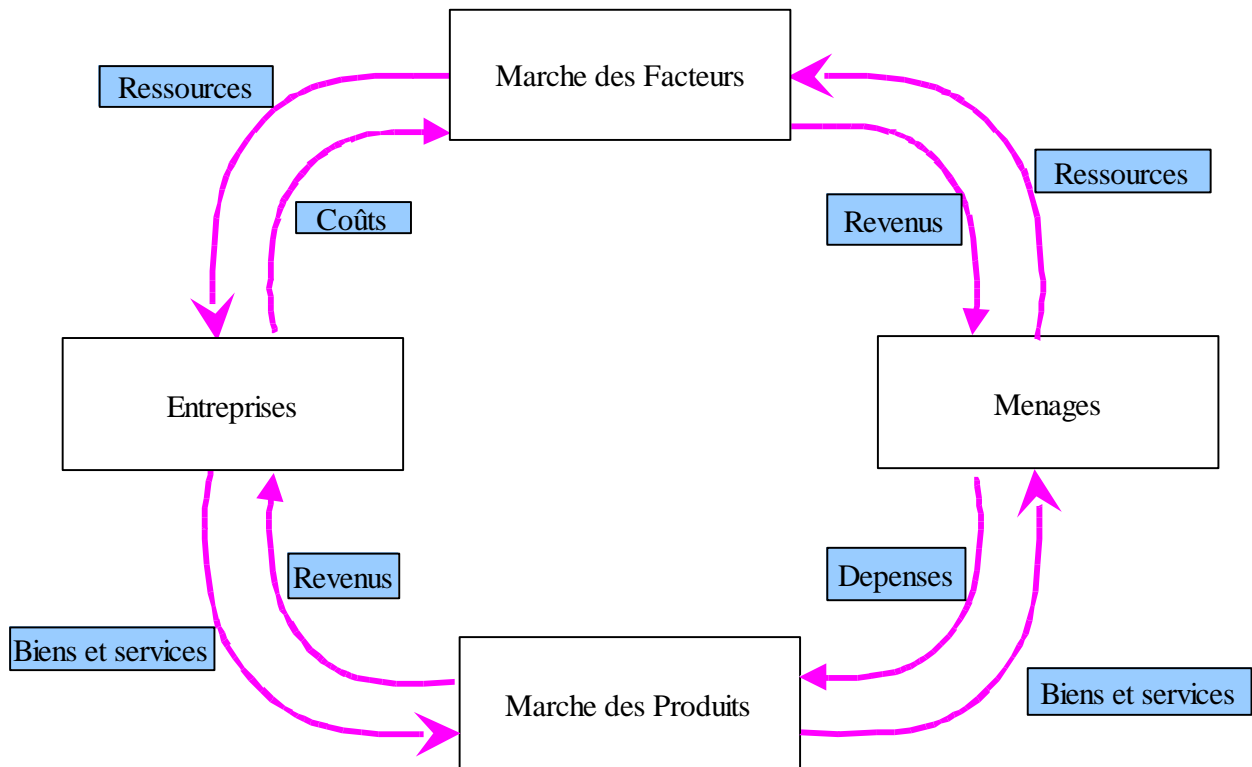 Marche des Facteurs
Ressources
Ressources
Coûts
Revenus
Entreprises
Menages
Revenus
Depenses
Biens et services
Biens et services
Marche des Produits